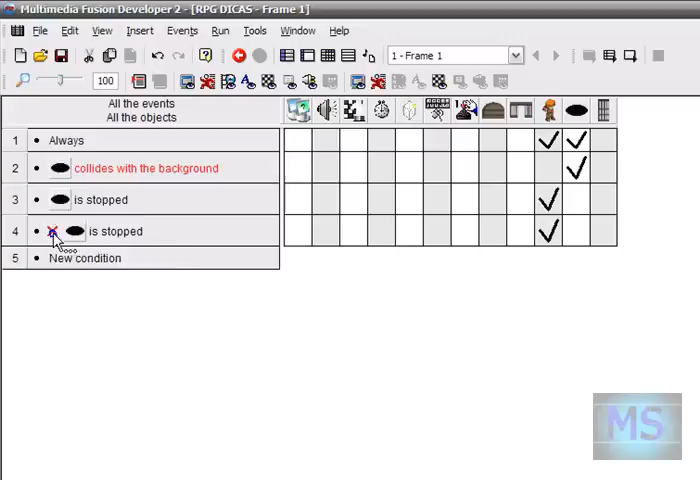 Multimedia Fusion Developer 2 - [RPG DICAS - Frame 1]
File Edit View Insert Events Run Tools Window Help
1 - Frame 1
100
All the events
All the objects
1 Always
2 collides with the background
3 is stopped
4 X is stopped
5 New condition
MS